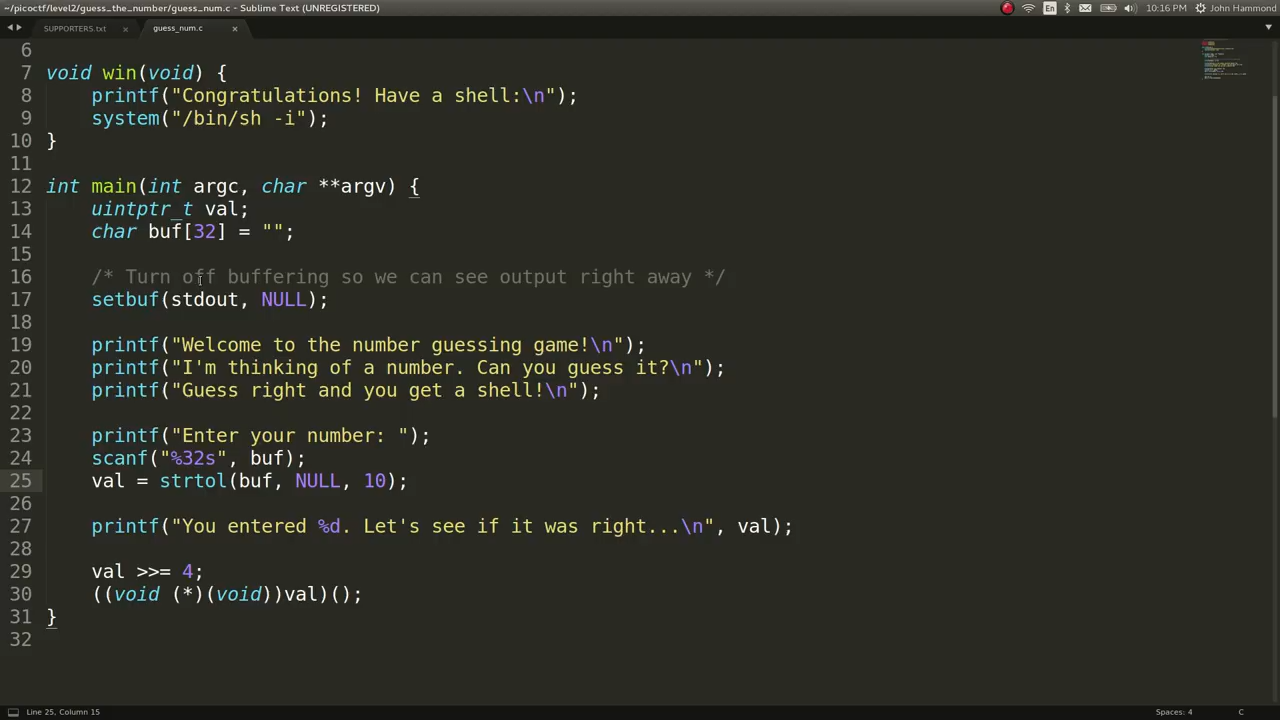 ~/picoctf/level2/guess_the_number/guess_num.c - Sublime Text (UNREGISTERED)
En 10:16 PM John Hammond
SUPPORTERS.txt × guess_num.c ×
6
7 void win(void) {
8 printf("Congratulations! Have a shell:\n");
9 system("/bin/sh -i");
10 }
11
12 int main(int argc, char **argv) {
13 uintptr_t val;
14 char buf[32] = "";
15
16 /* Turn off buffering so we can see output right away */
17 setbuf(stdout, NULL);
18
19 printf("Welcome to the number guessing game!\n");
20 printf("I'm thinking of a number. Can you guess it?\n");
21 printf("Guess right and you get a shell!\n");
22
23 printf("Enter your number: ");
24 scanf("%32s", buf);
25 val = strtol(buf, NULL, 10);
26
27 printf("You entered %d. Let's see if it was right...\n", val);
28
29 val >>= 4;
30 ((void (*)(void))val)();
31 }
32
Line 25, Column 15 Spaces: 4 C